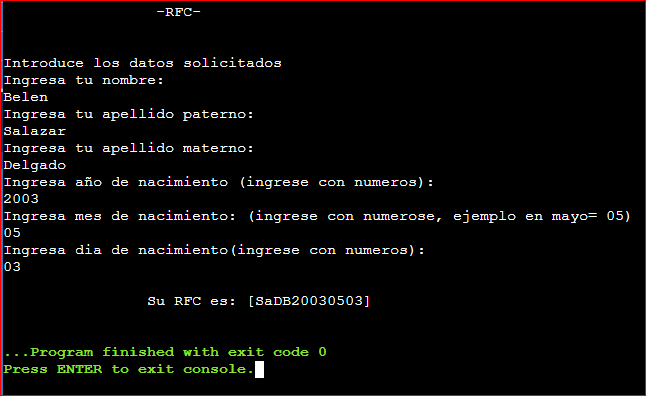 -RFC-
Introduce los datos solicitados
Ingresa tu nombre:
Belen
Ingresa tu apellido paterno:
Salazar
Ingresa tu apellido materno:
Delgado
Ingresa año de nacimiento (ingrese con numeros):
2003
Ingresa mes de nacimiento: (ingrese con numerose, ejemplo en mayo= 05)
05
Ingresa dia de nacimiento(ingrese con numeros):
03
Su RFC es: [SaDB20030503]
...Program finished with exit code 0
Press ENTER to exit console.